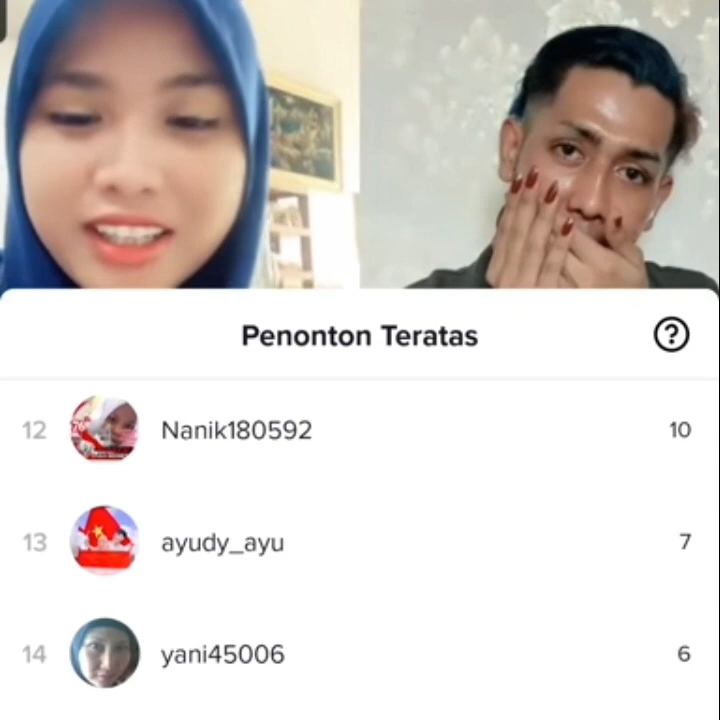 Penonton Teratas
12 Nanik180592 10
13 ayudy_ayu 7
14 yani45006 6